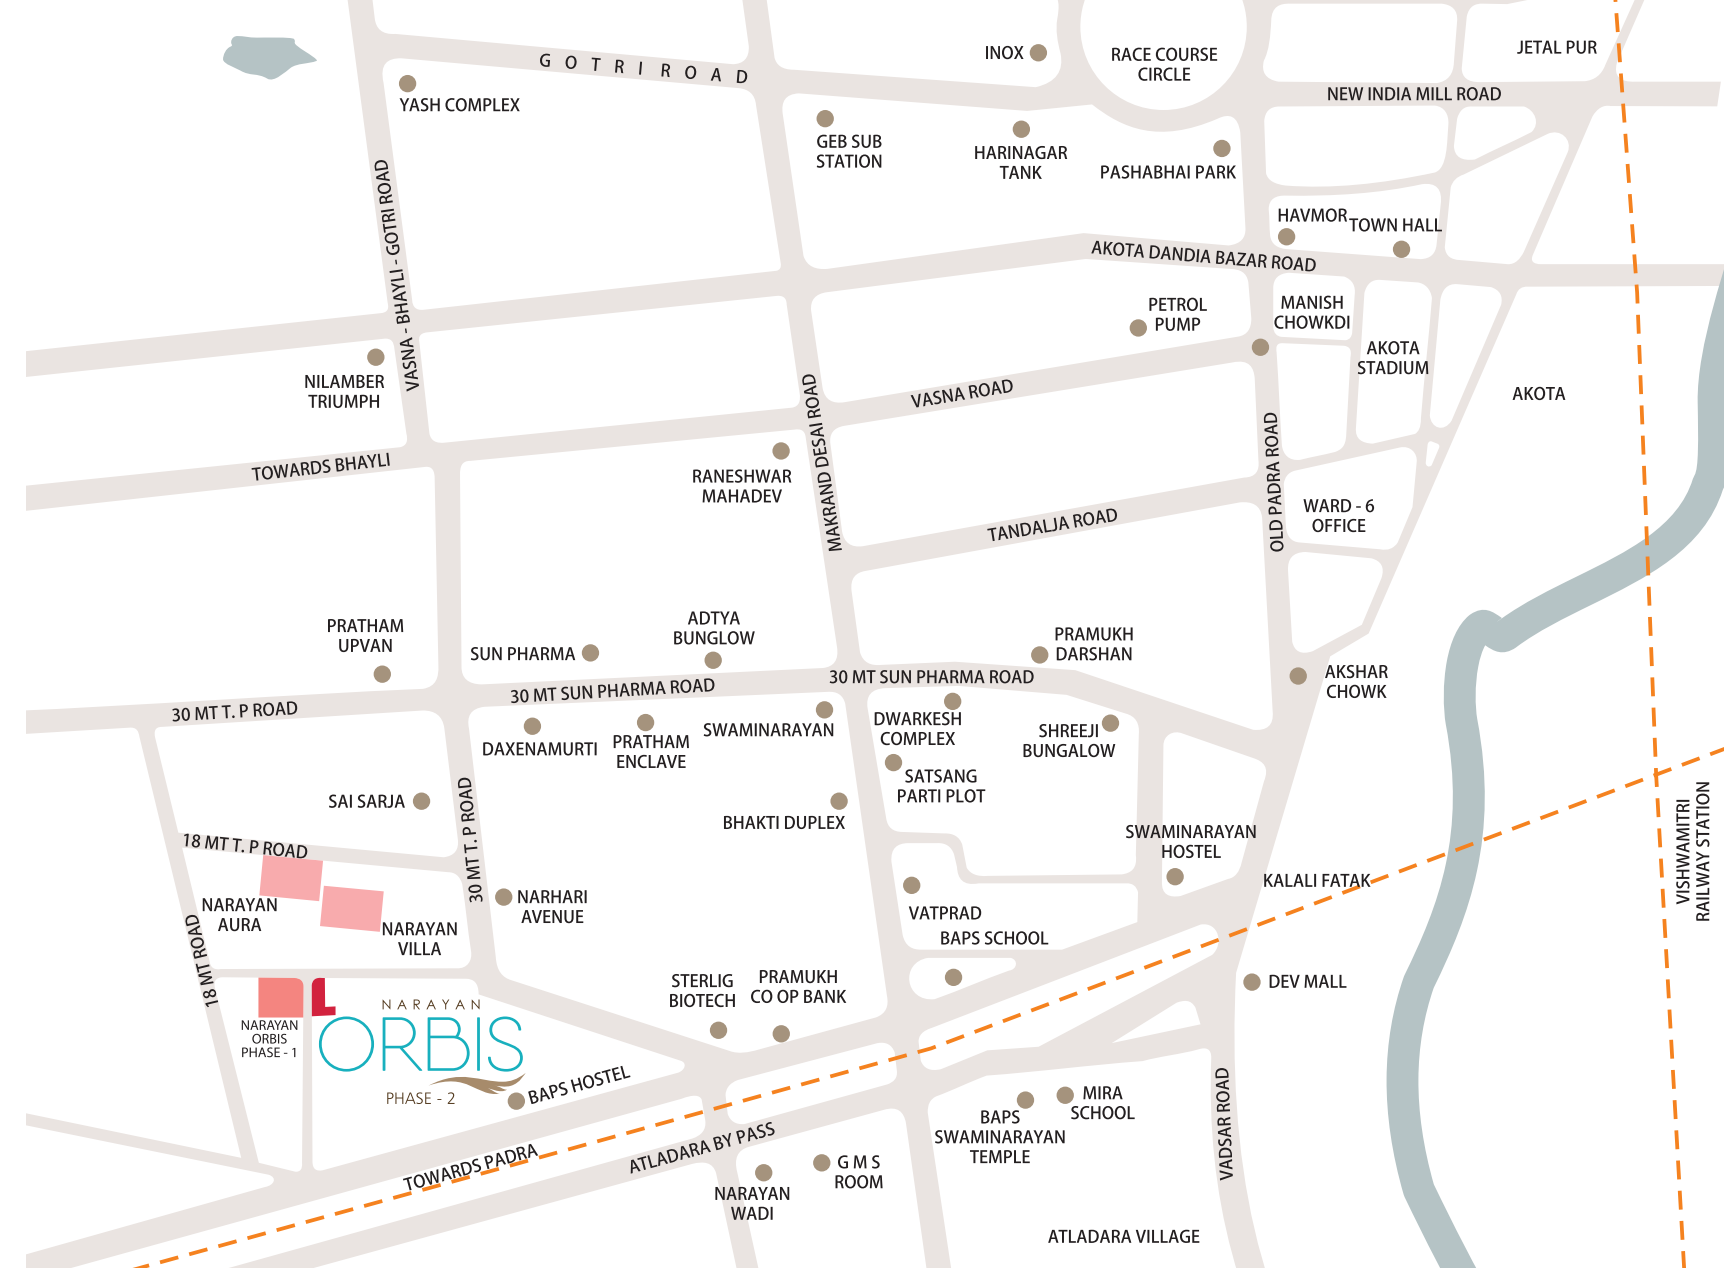 GOTRI ROAD
INOX
RACE COURSE
CIRCLE
JETAL PUR
YASH COMPLEX
NEW INDIA MILL ROAD
GEB SUB
STATION
HARINAGAR
TANK
PASHABHAI PARK
VASNA - BHAYLI - GOTRI ROAD
HAVMOR
TOWN HALL
AKOTA DANDIA BAZAR ROAD
PETROL
PUMP
MANISH
CHOWKDI
AKOTA
STADIUM
NILAMBER
TRIUMPH
VASNA ROAD
AKOTA
MAKRAND DESAI ROAD
OLD PADRA ROAD
TOWARDS BHAYLI
RANESHWAR
MAHADEV
TANDALJA ROAD
WARD - 6
OFFICE
PRATHAM
UPVAN
SUN PHARMA
ADTYA
BUNGLOW
PRAMUKH
DARSHAN
30 MT SUN PHARMA ROAD
30 MT SUN PHARMA ROAD
AKSHAR
CHOWK
30 MT T. P ROAD
DAXENAMURTI
PRATHAM
ENCLAVE
SWAMINARAYAN
DWARKESH
COMPLEX
SHREEJI
BUNGALOW
SATSANG
PARTI PLOT
SAI SARJA
30 MT T. P ROAD
BHAKTI DUPLEX
SWAMINARAYAN
HOSTEL
VISHWAMITRI
RAILWAY STATION
18 MT T. P ROAD
KALALI FATAK
NARAYAN
AURA
NARAYAN
VILLA
NARHARI
AVENUE
VATPRAD
BAPS SCHOOL
18 MT ROAD
STERLIG
BIOTECH
PRAMUKH
CO OP BANK
DEV MALL
NARAYAN
ORBIS
PHASE - 1
NARAYAN
ORBIS
PHASE - 2
BAPS HOSTEL
MIRA
SCHOOL
BAPS
SWAMINARAYAN
TEMPLE
VADSAR ROAD
TOWARDS PADRA
ATLADARA BY PASS
G M S
ROOM
NARAYAN
WADI
ATLADARA VILLAGE